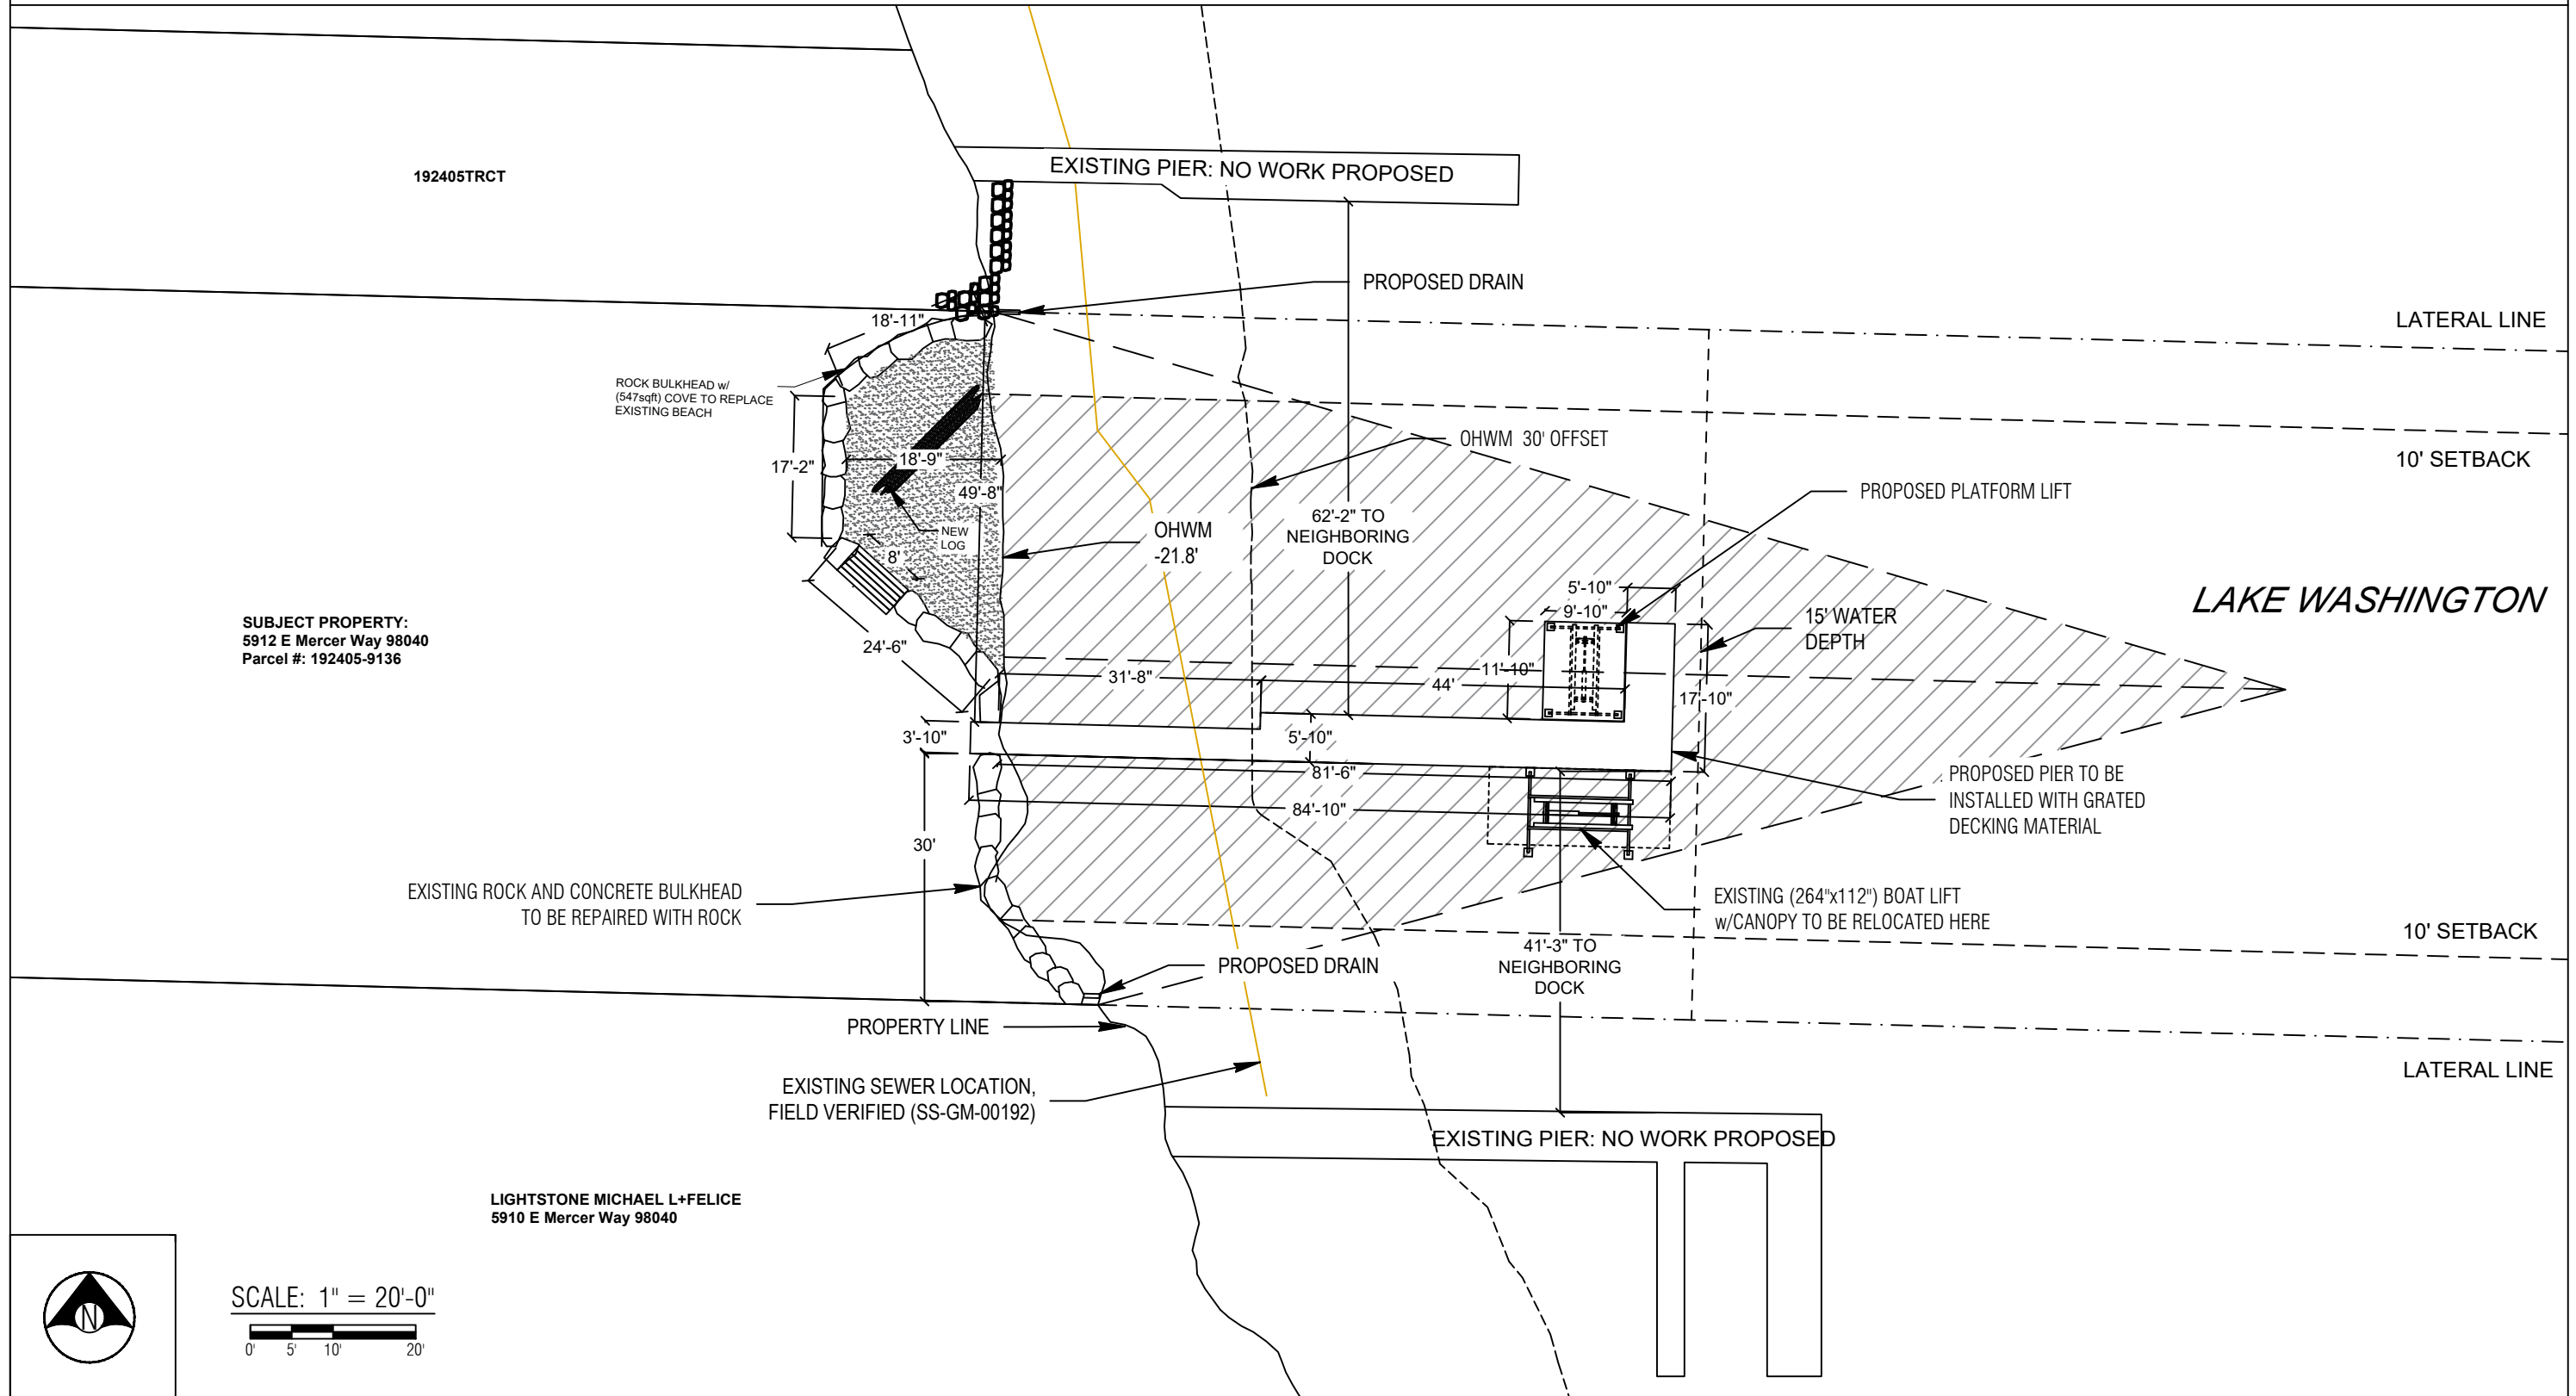 EXISTING PIER: NO WORK PROPOSED
192405TRCT
PROPOSED DRAIN
LATERAL LINE
18'-11"
ROCK BULKHEAD w/
(547sqft) COVE TO REPLACE
EXISTING BEACH
OHWM 30' OFFSET
10' SETBACK
17'-2"
18'-9"
49'-8"
PROPOSED PLATFORM LIFT
NEW
LOG
OHWM
-21.8'
62'-2" TO
NEIGHBORING
DOCK
8'
5'-10"
9'-10"
LAKE WASHINGTON
15' WATER
DEPTH
SUBJECT PROPERTY:
5912 E Mercer Way 98040
Parcel #: 192405-9136
24'-6"
31'-8"
44'
11'-10"
17'-10"
3'-10"
5'-10"
81'-6"
84'-10"
PROPOSED PIER TO BE
INSTALLED WITH GRATED
DECKING MATERIAL
30'
EXISTING ROCK AND CONCRETE BULKHEAD
TO BE REPAIRED WITH ROCK
EXISTING (264"x112") BOAT LIFT
w/CANOPY TO BE RELOCATED HERE
10' SETBACK
41'-3" TO
NEIGHBORING
DOCK
PROPOSED DRAIN
PROPERTY LINE
LATERAL LINE
EXISTING SEWER LOCATION,
FIELD VERIFIED (SS-GM-00192)
EXISTING PIER: NO WORK PROPOSED
LIGHTSTONE MICHAEL L+FELICE
5910 E Mercer Way 98040
N
SCALE: 1" = 20'-0"
0' 5' 10' 20'